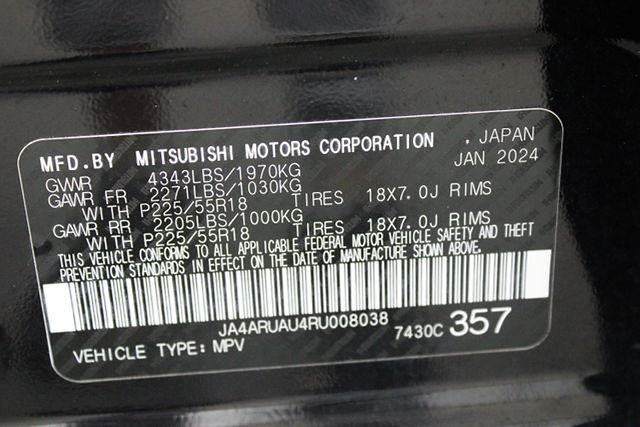 MFD.BY MITSUBISHI MOTORS CORPORATION , JAPAN
GVWR 4343LBS/1970KG JAN 2024
GAWR FR 2271LBS/1030KG
WITH P225/55R18 TIRES 18X7.0J RIMS
GAWR RR 2205LBS/1000KG
WITH P225/55R18 TIRES 18X7.0J RIMS
THIS VEHICLE CONFORMS TO ALL APPLICABLE FEDERAL MOTOR VEHICLE SAFETY AND THEFT
PREVENTION STANDARDS IN EFFECT ON THE DATE OF MANUFACTURE SHOWN ABOVE.
JA4ARUAU4RU008038
VEHICLE TYPE: MPV 7430C 357